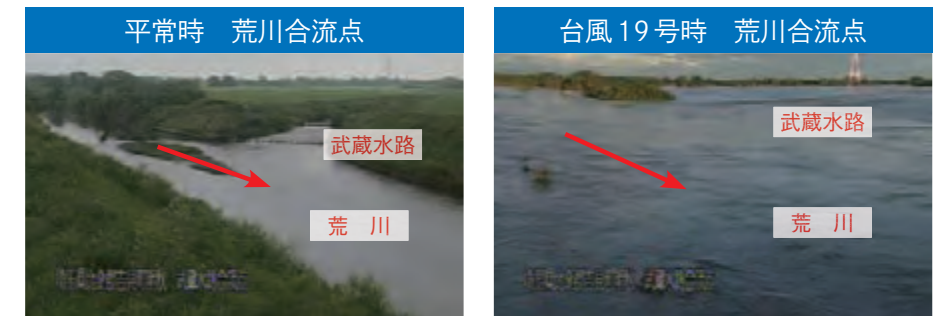 平常時　荒川合流点
武蔵水路
荒　川
台風19号時　荒川合流点
武蔵水路
荒　川